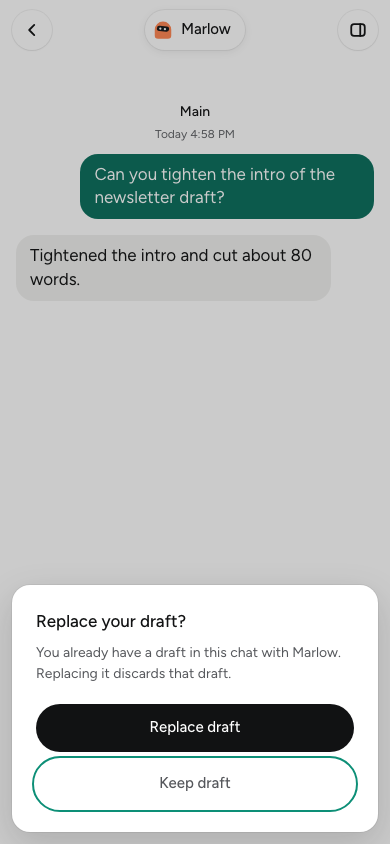 Marlow
Main
Today 4:58 PM
Can you tighten the intro of the
newsletter draft?
Tightened the intro and cut about 80
words.
Replace your draft?
You already have a draft in this chat with Marlow.
Replacing it discards that draft.
Replace draft
Keep draft